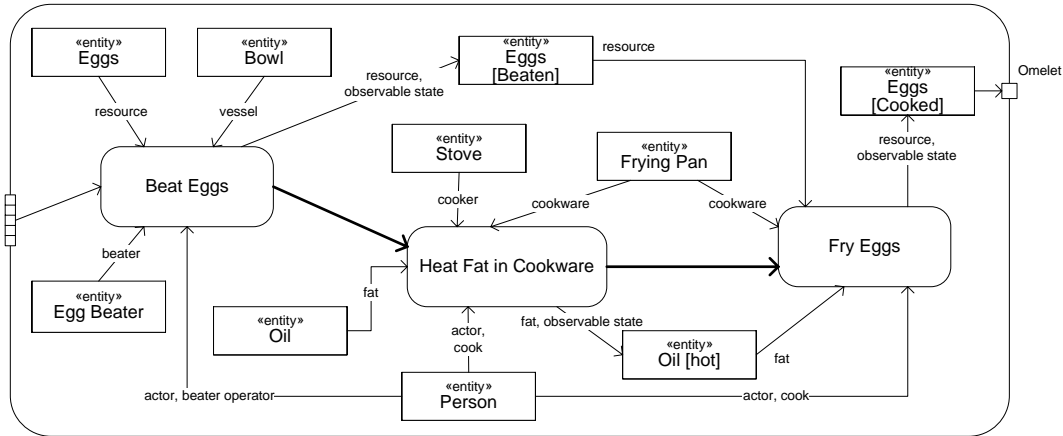 «entity»
Eggs
«entity»
Bowl
«entity»
Eggs
[Beaten]
resource
resource,
observable state
«entity»
Eggs
[Cooked]
Omelet
resource
vessel
«entity»
Stove
«entity»
Frying Pan
resource,
observable state
Beat Eggs
cooker
cookware
cookware
beater
Heat Fat in Cookware
Fry Eggs
«entity»
Egg Beater
fat
«entity»
Oil
actor,
cook
fat, observable state
«entity»
Oil [hot]
fat
actor, beater operator
«entity»
Person
actor, cook